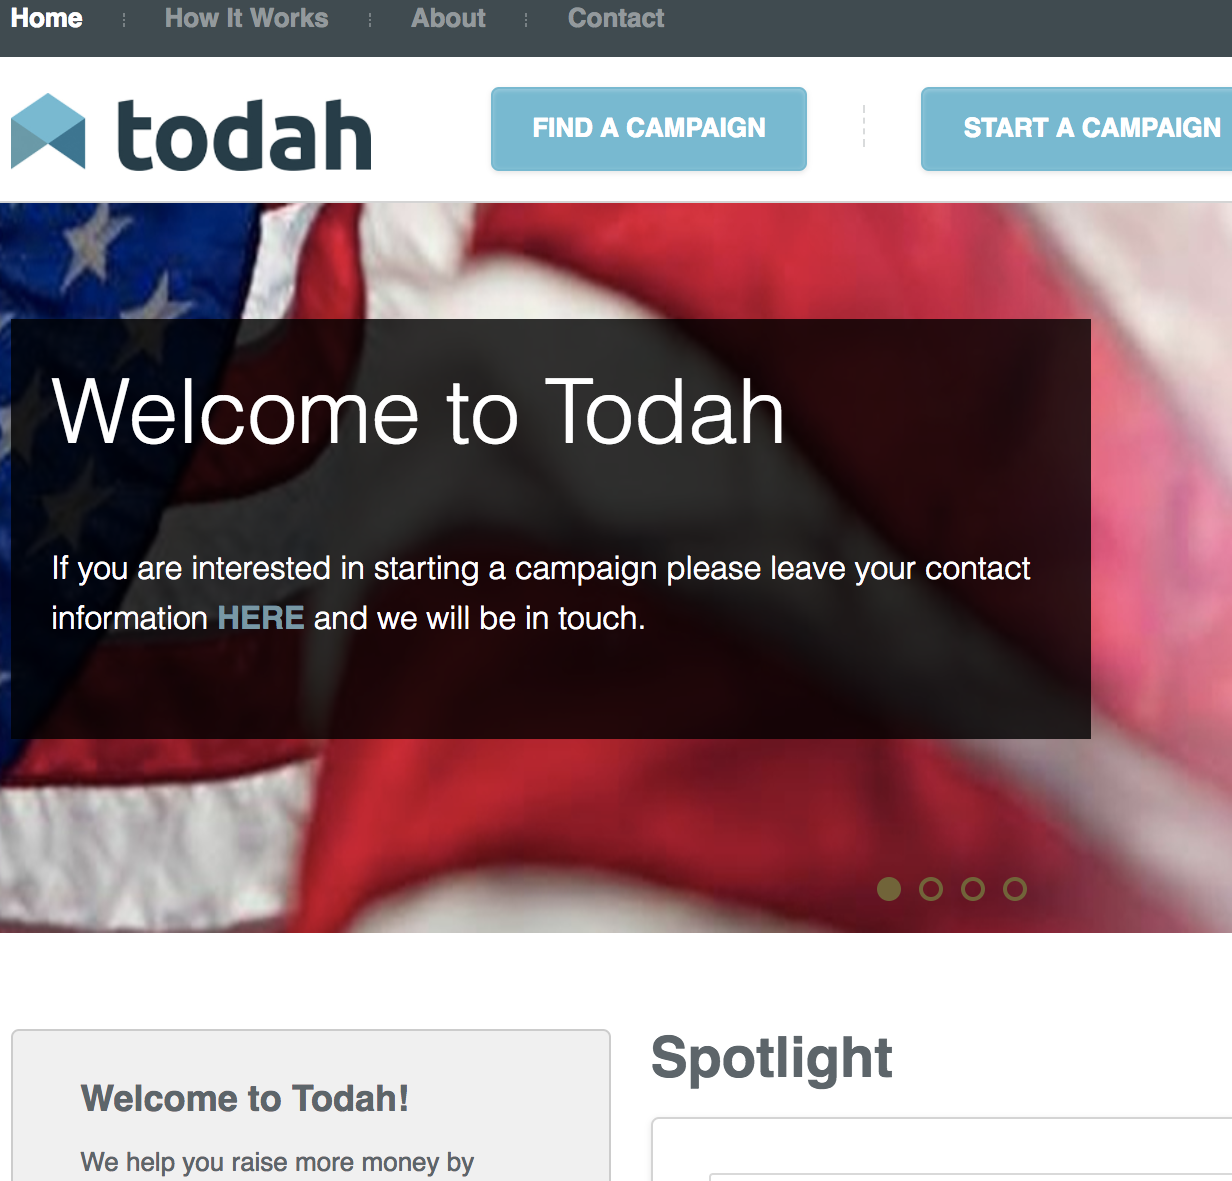 Home How It Works About Contact
todah FIND A CAMPAIGN START A CAMPAIGN
Welcome to Todah
If you are interested in starting a campaign please leave your contact
information HERE and we will be in touch.
Spotlight
Welcome to Todah!
We help you raise more money by